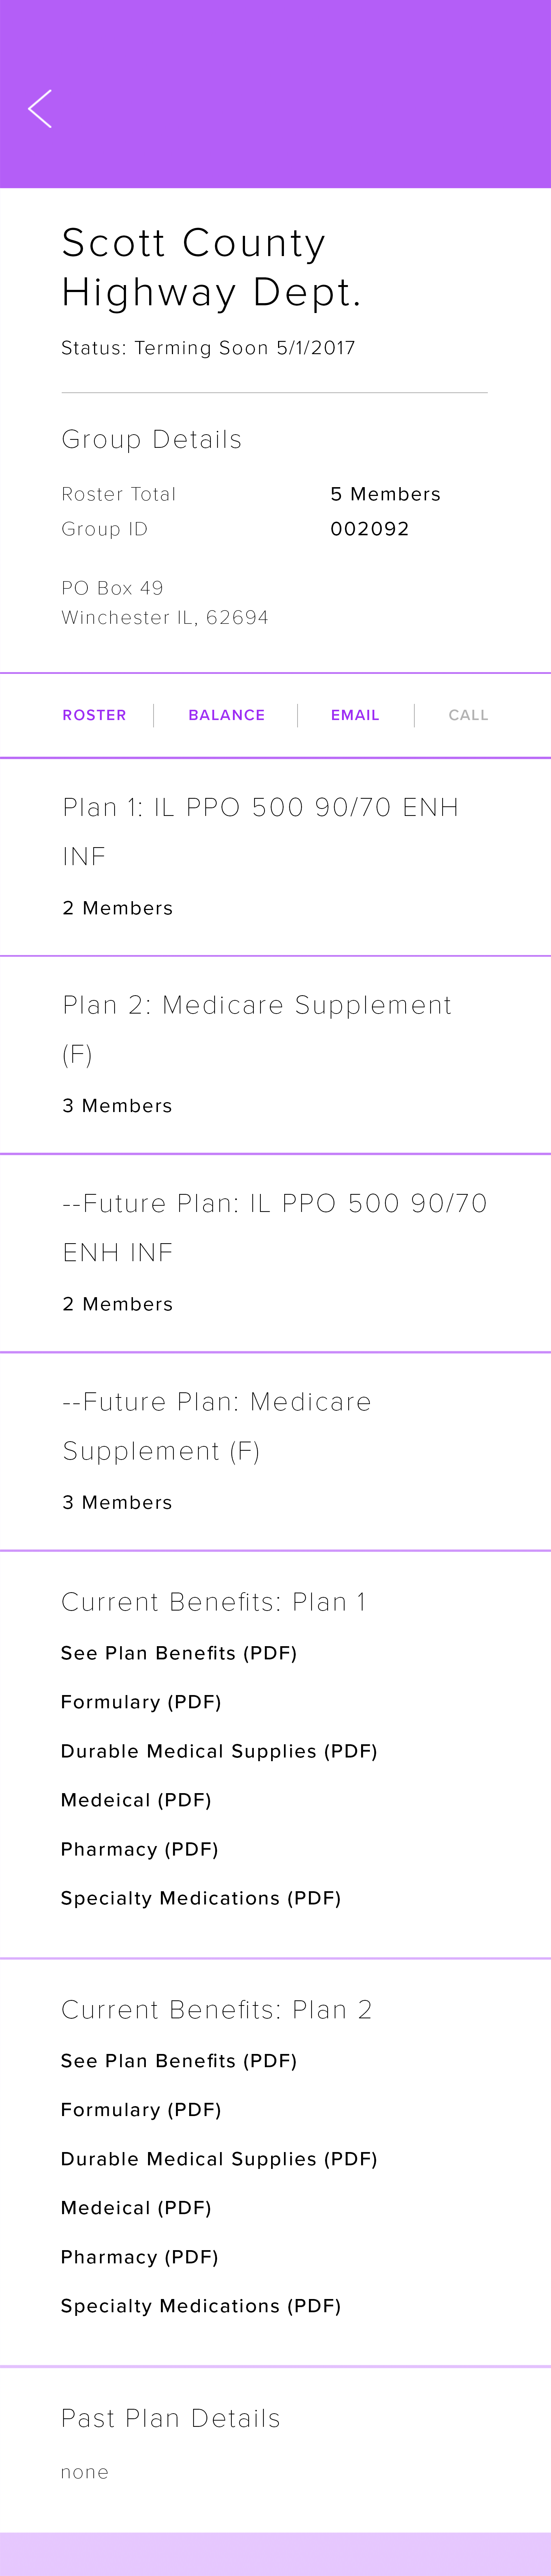 Scott County
Highway Dept.
Status: Terming Soon 5/1/2017
Group Details
Roster Total 5 Members
Group ID 002092
PO Box 49
Winchester IL, 62694
ROSTER BALANCE EMAIL CALL
Plan 1: IL PPO 500 90/70 ENH
INF
2 Members
Plan 2: Medicare Supplement
(F)
3 Members
--Future Plan: IL PPO 500 90/70
ENH INF
2 Members
--Future Plan: Medicare
Supplement (F)
3 Members
Current Benefits: Plan 1
See Plan Benefits (PDF)
Formulary (PDF)
Durable Medical Supplies (PDF)
Medeical (PDF)
Pharmacy (PDF)
Specialty Medications (PDF)
Current Benefits: Plan 2
See Plan Benefits (PDF)
Formulary (PDF)
Durable Medical Supplies (PDF)
Medeical (PDF)
Pharmacy (PDF)
Specialty Medications (PDF)
Past Plan Details
none